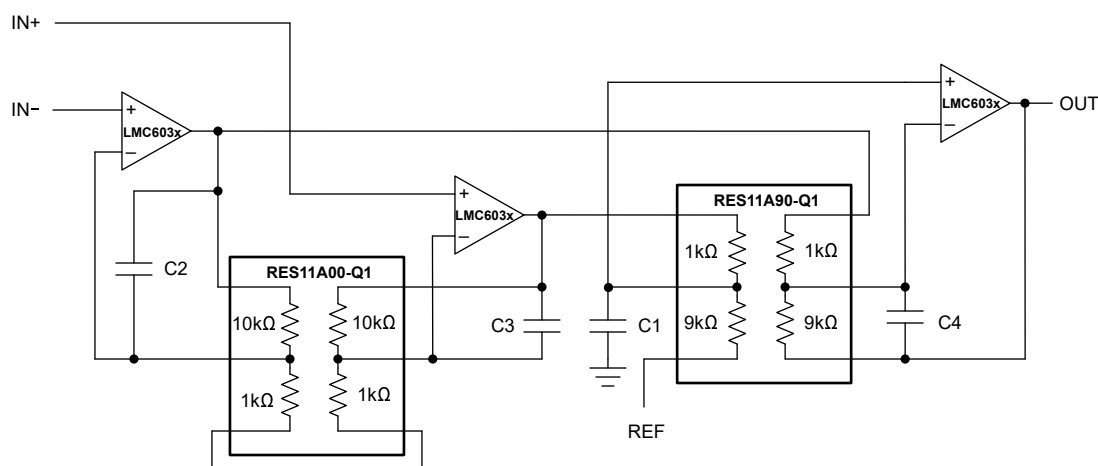 IN+
IN−
+
LMC603x
−
+
LMC603x
−
+
LMC603x
−
OUT
RES11A90-Q1
1kΩ
1kΩ
9kΩ
9kΩ
C2
RES11A00-Q1
10kΩ
10kΩ
1kΩ
1kΩ
C3
C1
C4
REF